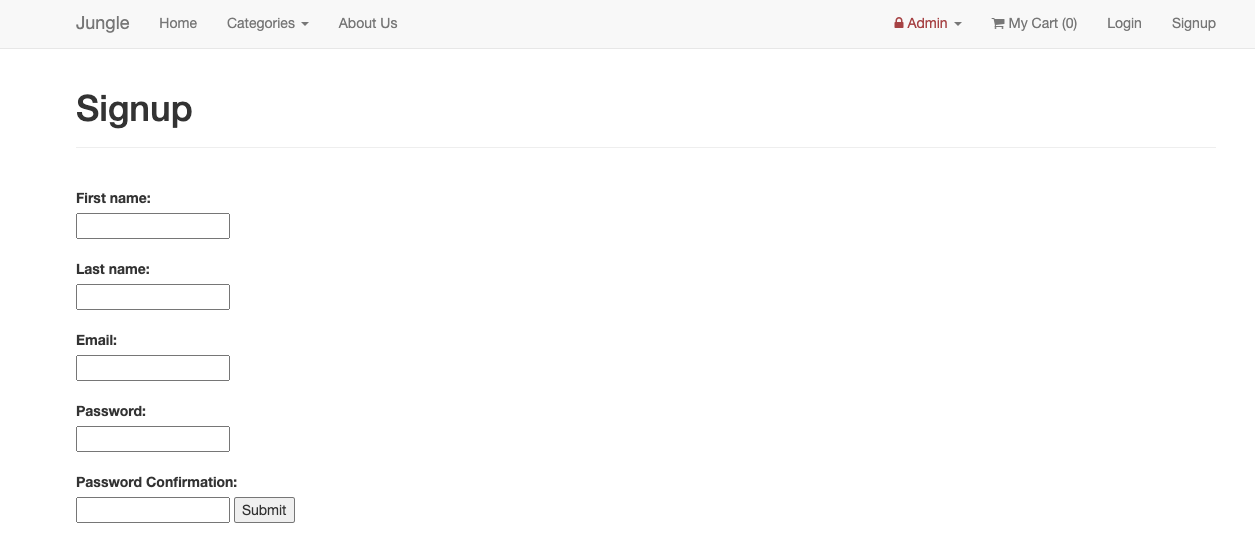 Jungle Home Categories About Us Admin My Cart (0) Login Signup
Signup
First name:
Last name:
Email:
Password:
Password Confirmation:
Submit